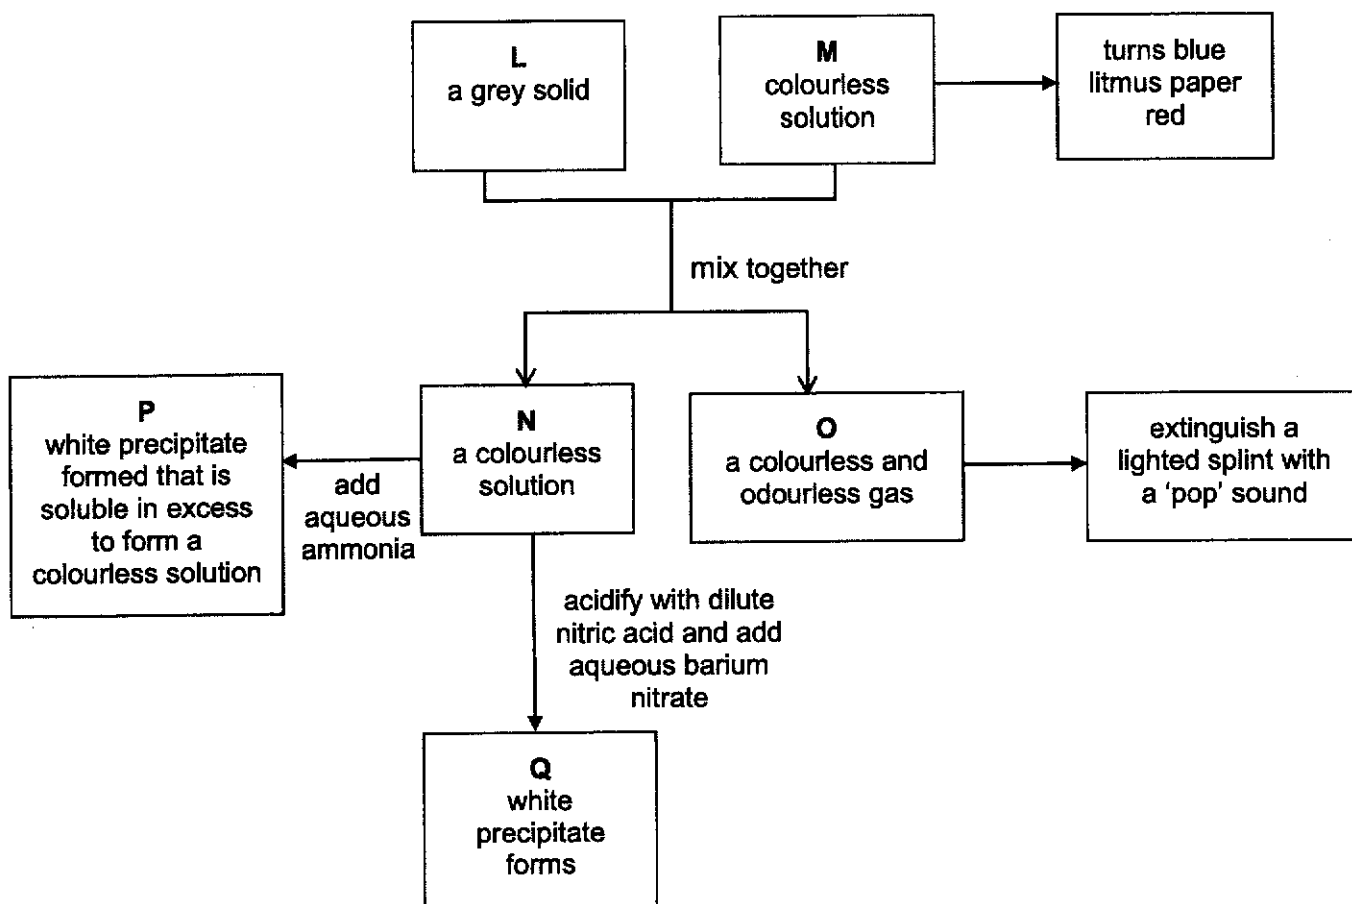 L
a grey solid
M
colourless
solution
turns blue
litmus paper
red
mix together
P
white precipitate
formed that is
soluble in excess
to form a
colourless solution
add
aqueous
ammonia
N
a colourless
solution
O
a colourless and
odourless gas
extinguish a
lighted splint with
a 'pop' sound
acidify with dilute
nitric acid and add
aqueous barium
nitrate
Q
white
precipitate
forms